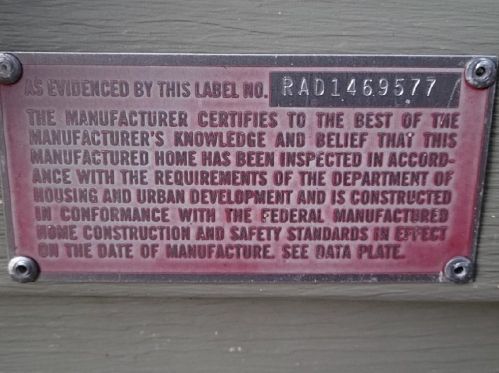 AS EVIDENCED BY THIS LABEL NO. RAD1469577
THE MANUFACTURER CERTIFIES TO THE BEST OF THE
MANUFACTURER'S KNOWLEDGE AND BELIEF THAT THIS
MANUFACTURED HOME HAS BEEN INSPECTED IN ACCORD-
ANCE WITH THE REQUIREMENTS OF THE DEPARTMENT OF
HOUSING AND URBAN DEVELOPMENT AND IS CONSTRUCTED
IN CONFORMANCE WITH THE FEDERAL MANUFACTURED
HOME CONSTRUCTION AND SAFETY STANDARDS IN EFFECT
ON THE DATE OF MANUFACTURE. SEE DATA PLATE.